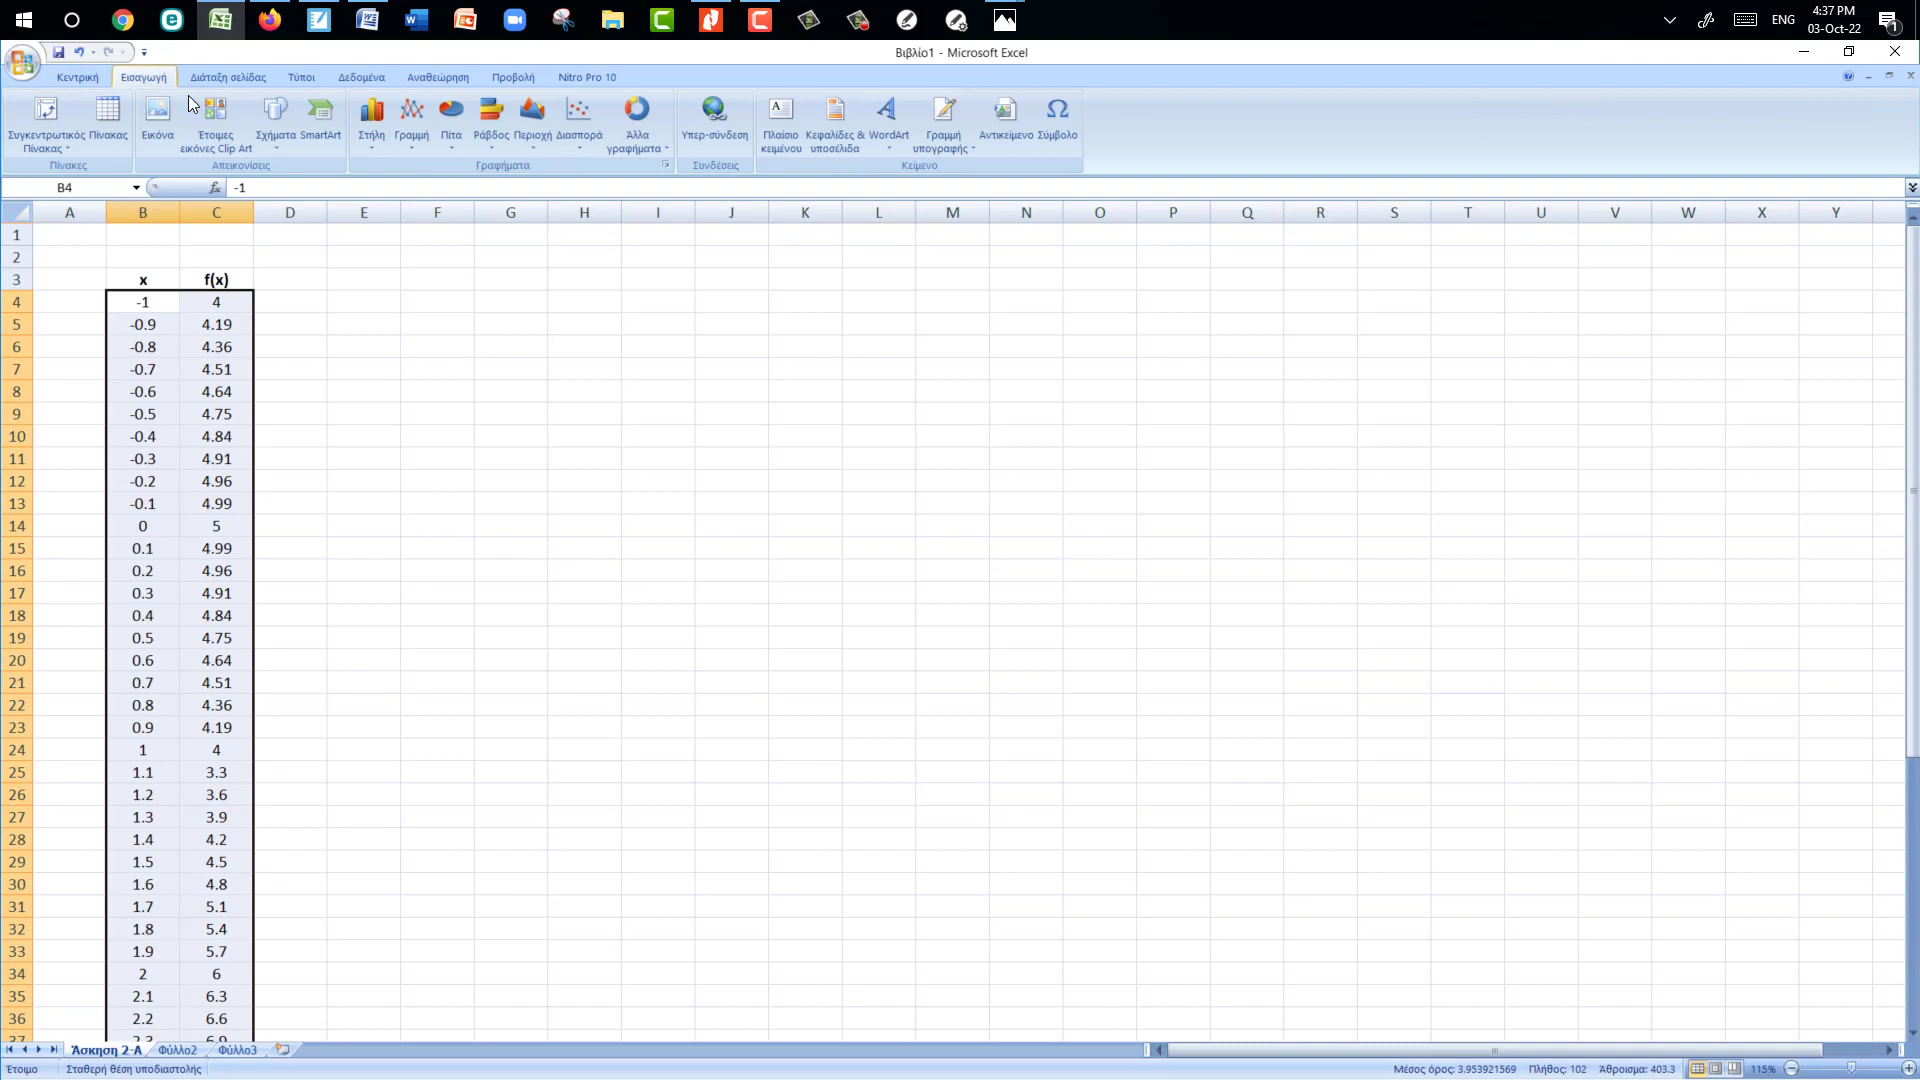 ENG
4:37 PM
03-Oct-22
1
Βιβλίο1 - Microsoft Excel
Κεντρική Εισαγωγή Διάταξη σελίδας Τύποι Δεδομένα Αναθεώρηση Προβολή Nitro Pro 10
Συγκεντρωτικός Πίνακας Πίνακας Εικόνα Έτοιμες εικόνες Clip Art Σχήματα SmartArt Στήλη Γραμμή Πίτα Ράβδος Περιοχή Διασπορά Άλλα γραφήματα Υπερ-σύνδεση Πλαίσιο κειμένου Κεφαλίδες & υποσέλιδα WordArt Γραμμή υπογραφής Αντικείμενο Σύμβολο
Πίνακες Απεικονίσεις Γραφήματα Συνδέσεις Κείμενο
B4 fx -1
A B C D E F G H I J K L M N O P Q R S T U V W X Y
1
2
3 x f(x)
4 -1 4
5 -0.9 4.19
6 -0.8 4.36
7 -0.7 4.51
8 -0.6 4.64
9 -0.5 4.75
10 -0.4 4.84
11 -0.3 4.91
12 -0.2 4.96
13 -0.1 4.99
14 0 5
15 0.1 4.99
16 0.2 4.96
17 0.3 4.91
18 0.4 4.84
19 0.5 4.75
20 0.6 4.64
21 0.7 4.51
22 0.8 4.36
23 0.9 4.19
24 1 4
25 1.1 3.3
26 1.2 3.6
27 1.3 3.9
28 1.4 4.2
29 1.5 4.5
30 1.6 4.8
31 1.7 5.1
32 1.8 5.4
33 1.9 5.7
34 2 6
35 2.1 6.3
36 2.2 6.6
37 2.3 6.9
Άσκηση 2-Α Φύλλο2 Φύλλο3
Έτοιμο Σταθερή θέση υποδιαστολής Μέσος όρος: 3.953921569 Πλήθος: 102 Άθροισμα: 403.3 115%